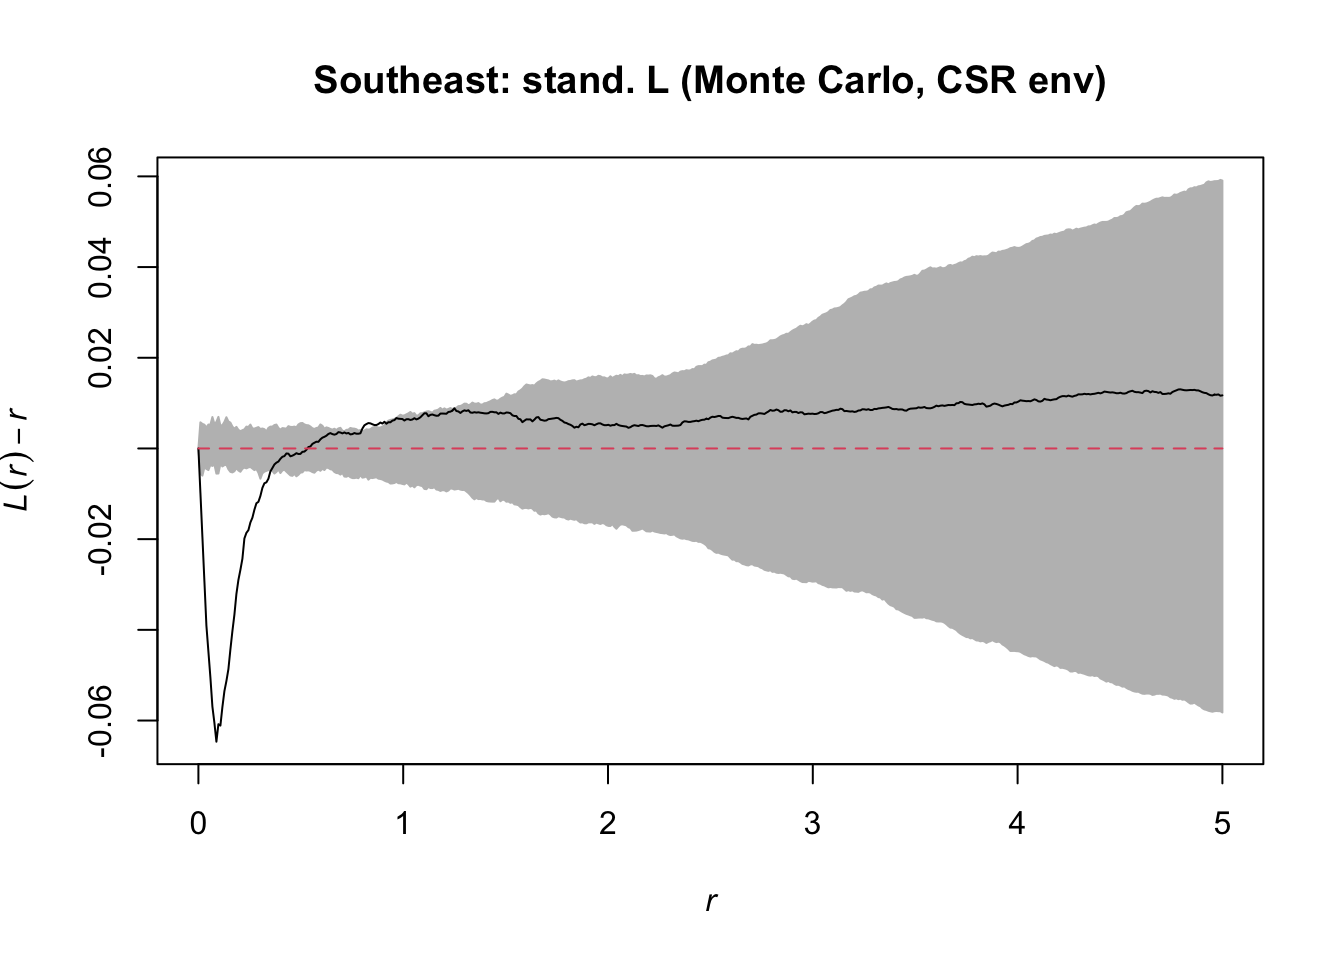 Southeast: stand. L (Monte Carlo, CSR env)
L(r) − r
0.06
0.04
0.02
-0.02
-0.06
0 1 2 3 4 5
r